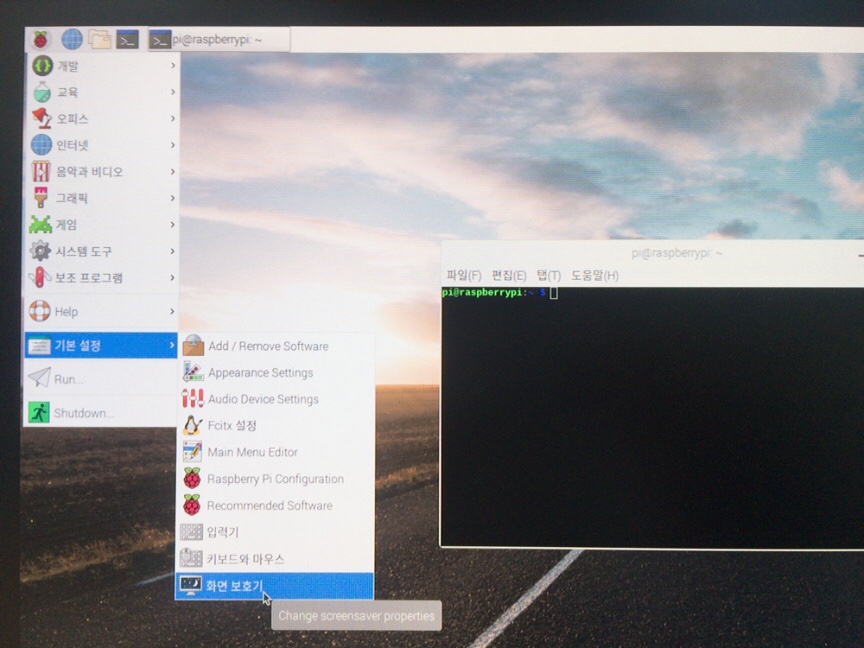 pi@raspberrypi: ~
개발
교육
오피스
인터넷
음악과 비디오
그래픽
게임
시스템 도구
보조 프로그램
Help
기본 설정
Run...
Shutdown...
Add / Remove Software
Appearance Settings
Audio Device Settings
Fcitx 설정
Main Menu Editor
Raspberry Pi Configuration
Recommended Software
입력기
키보드와 마우스
화면 보호기
Change screensaver properties
pi@raspberrypi: ~
파일(F) 편집(E) 탭(T) 도움말(H)
pi@raspberrypi:~ $